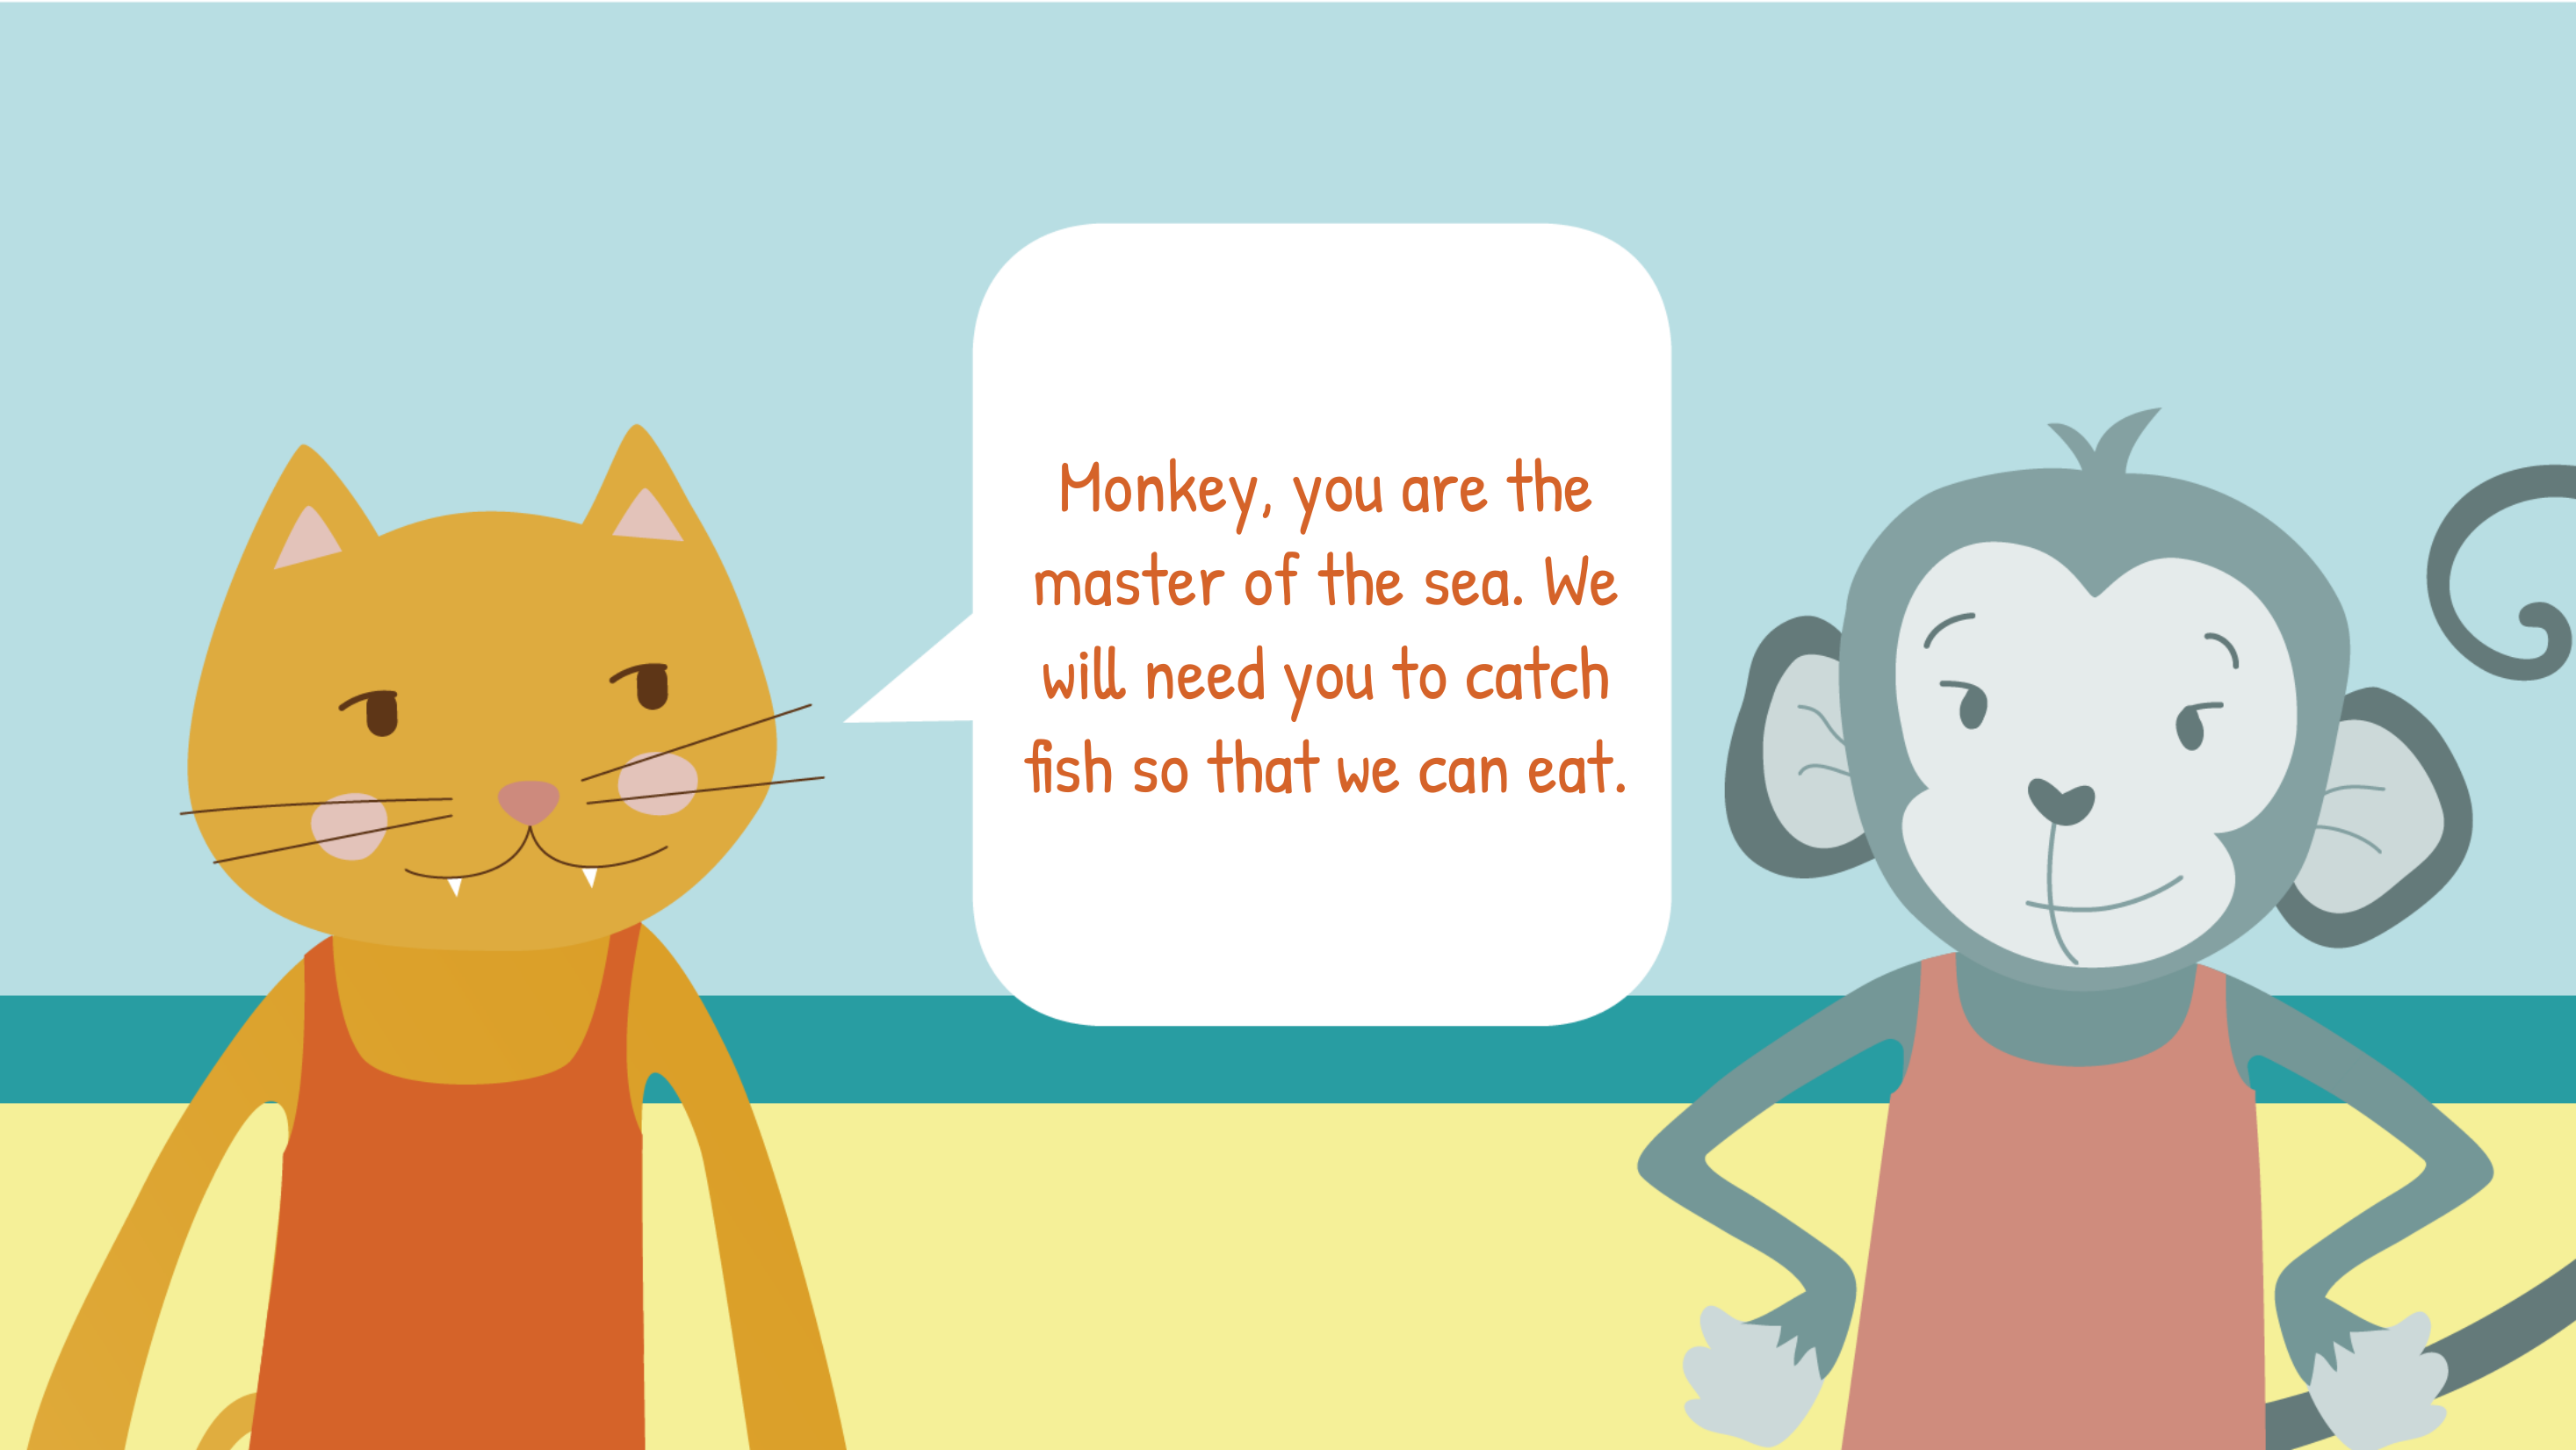 Monkey, you are the
master of the sea. We
will need you to catch
fish so that we can eat.